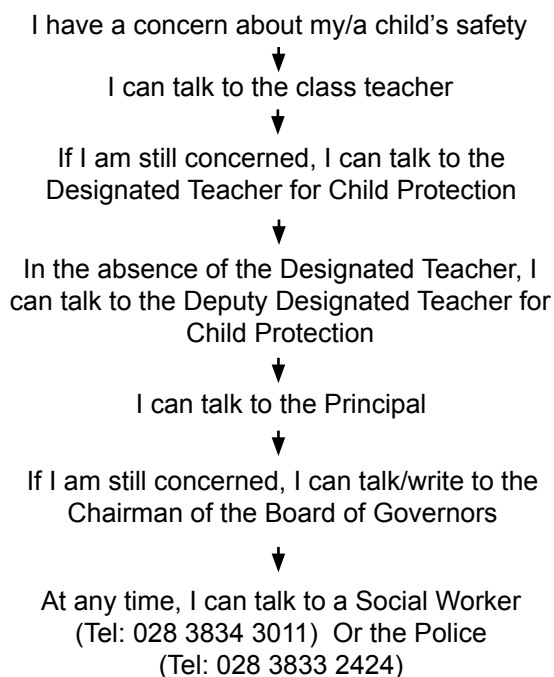 I have a concern about my/a child’s safety
I can talk to the class teacher
If I am still concerned, I can talk to the
Designated Teacher for Child Protection
In the absence of the Designated Teacher, I
can talk to the Deputy Designated Teacher for
Child Protection
I can talk to the Principal
If I am still concerned, I can talk/write to the
Chairman of the Board of Governors
At any time, I can talk to a Social Worker
(Tel: 028 3834 3011)  Or the Police
(Tel: 028 3833 2424)